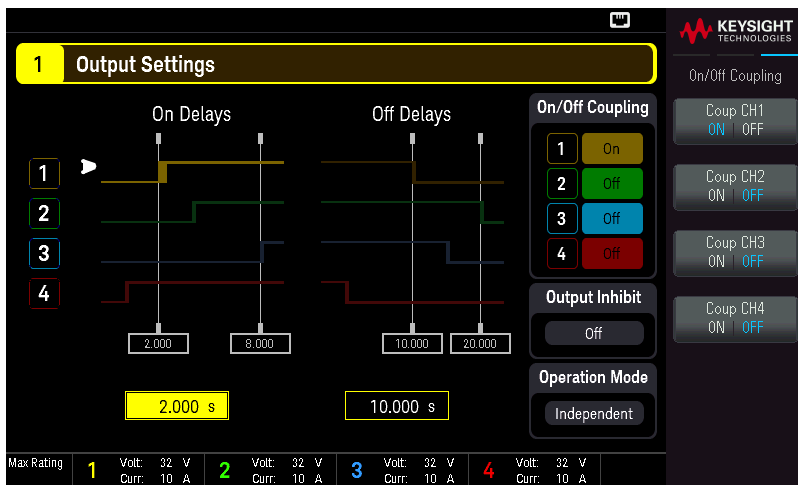 KEYSIGHT
TECHNOLOGIES
1 Output Settings
On/Off Coupling
On Delays
Off Delays
On/Off Coupling
1 On
2 Off
3 Off
4 Off
1
2
3
4
2.000
8.000
10.000
20.000
2.000 s
10.000 s
Output Inhibit
Off
Operation Mode
Independent
Coup CH1
ON | OFF
Coup CH2
ON | OFF
Coup CH3
ON | OFF
Coup CH4
ON | OFF
Max Rating
1 Volt: 32 V
Curr: 10 A
2 Volt: 32 V
Curr: 10 A
3 Volt: 32 V
Curr: 10 A
4 Volt: 32 V
Curr: 10 A